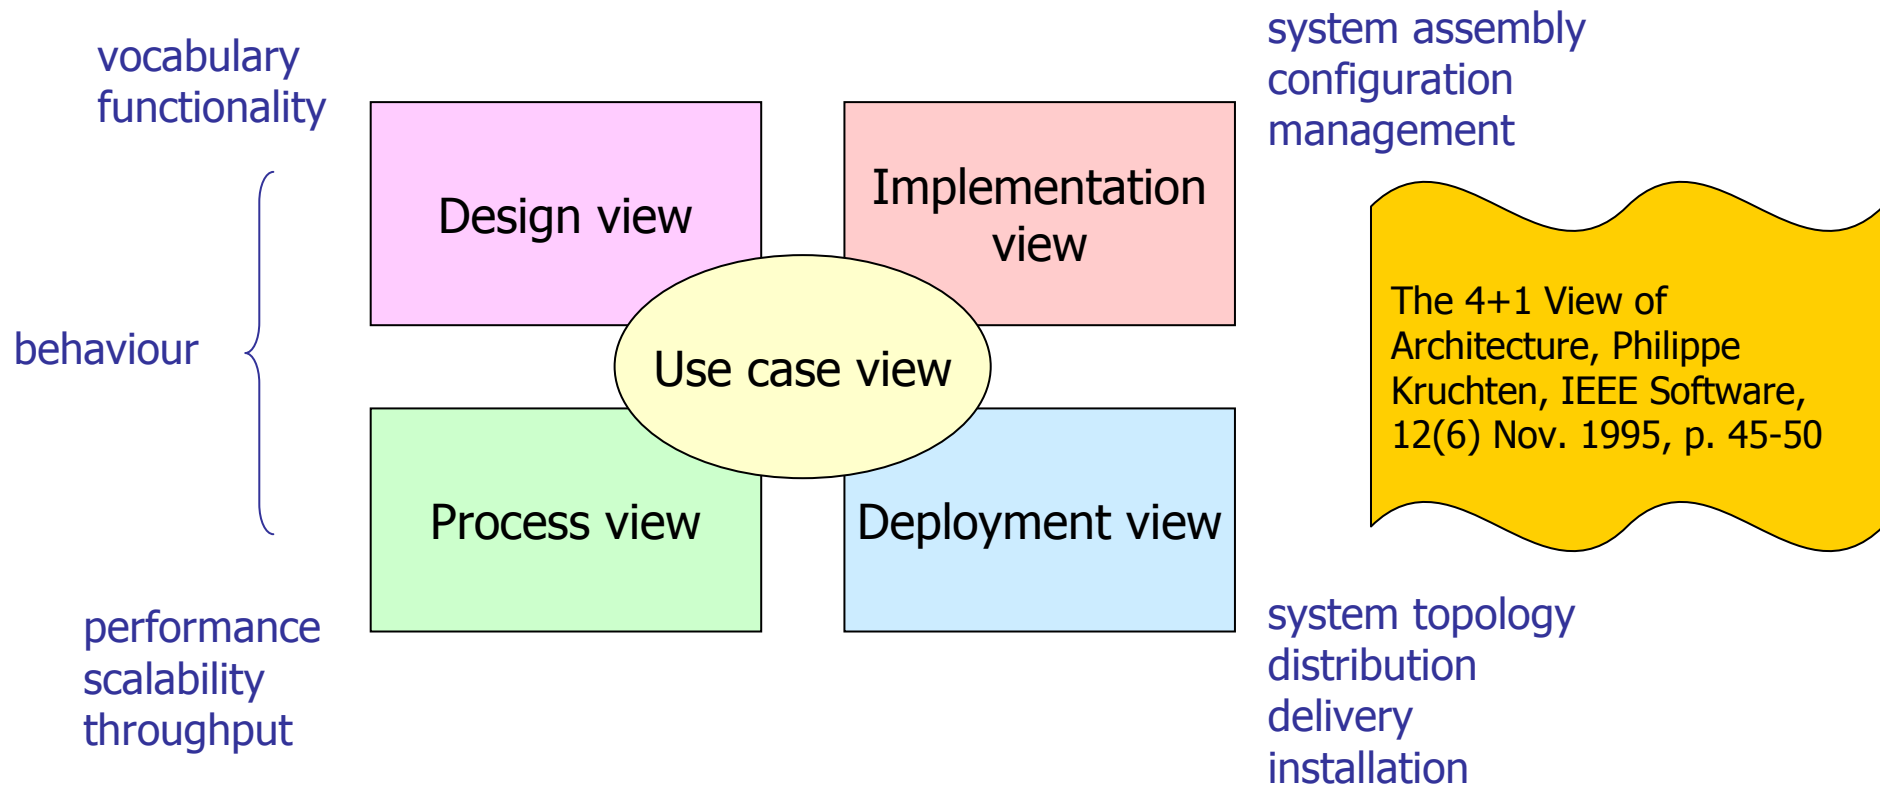 vocabulary
functionality
system assembly
configuration
management
Design view
Implementation
view
behaviour
Use case view
The 4+1 View of
Architecture, Philippe
Kruchten, IEEE Software,
12(6) Nov. 1995, p. 45-50
Process view
Deployment view
performance
scalability
throughput
system topology
distribution
delivery
installation